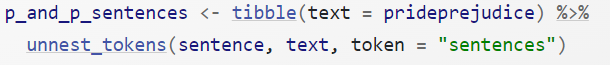 p_and_p_sentences <- tibble(text = prideprejudice) %>%
unnest_tokens(sentence, text, token = "sentences")